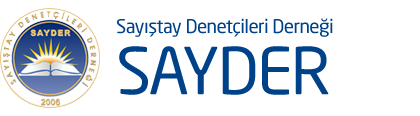 SAYIŞTAY DENETÇİLERİ DERNEĞİ
SAYDER
2006
Sayıştay Denetçileri Derneği
SAYDER